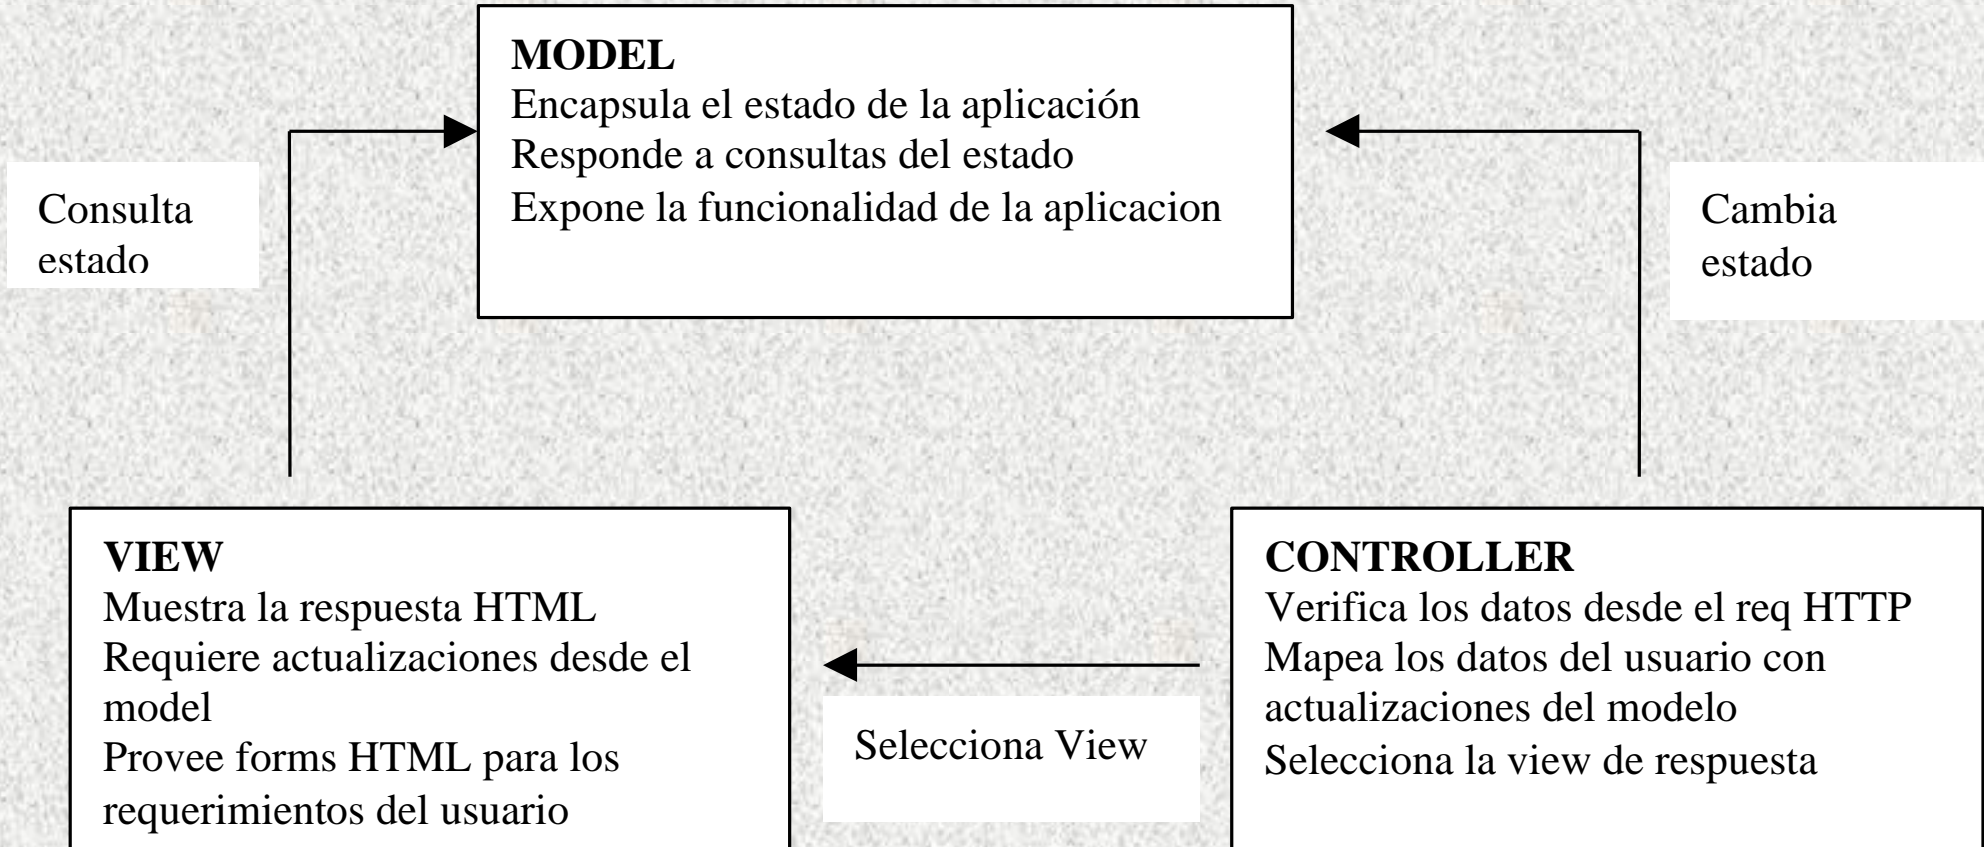 MODEL
Encapsula el estado de la aplicación
Responde a consultas del estado
Expone la funcionalidad de la aplicacion
Consulta
estado
Cambia
estado
VIEW
Muestra la respuesta HTML
Requiere actualizaciones desde el
model
Provee forms HTML para los
requerimientos del usuario
Selecciona View
CONTROLLER
Verifica los datos desde el req HTTP
Mapea los datos del usuario con
actualizaciones del modelo
Selecciona la view de respuesta